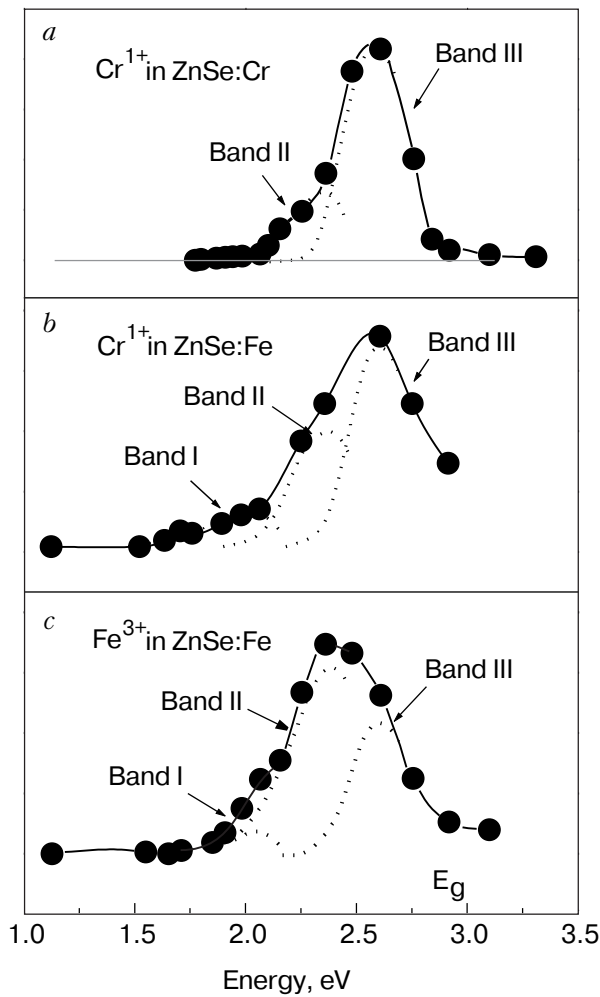 a
Cr1+ in ZnSe:Cr
Band III
Band II
b
Cr1+ in ZnSe:Fe
Band III
Band II
Band I
c
Fe3+ in ZnSe:Fe
Band III
Band II
Band I
Eg
1.0 1.5 2.0 2.5 3.0 3.5
Energy, eV